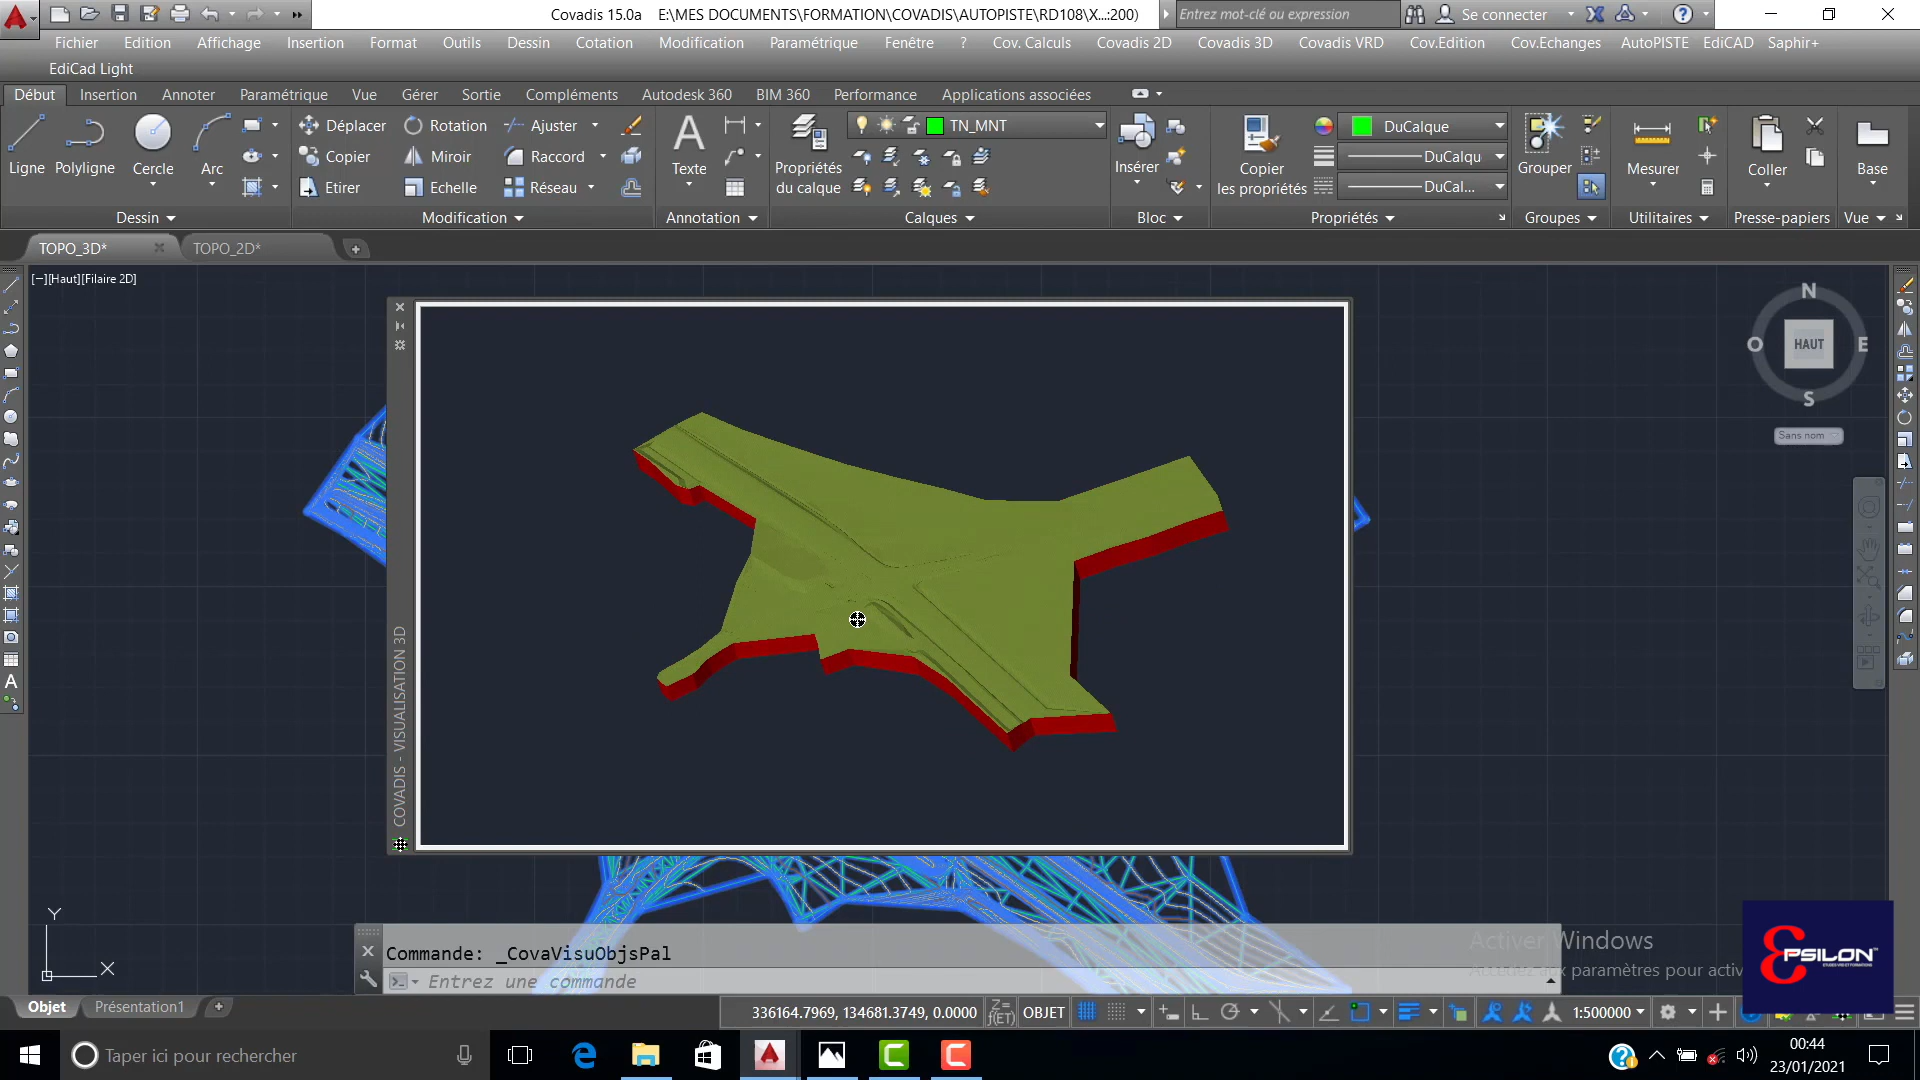 Covadis 15.0a E:\MES DOCUMENTS\FORMATION\COVADIS\AUTOPISTE\RD108\X...:200)
Entrez mot-clé ou expression
Se connecter
Fichier Edition Affichage Insertion Format Outils Dessin Cotation Modification Paramétrique Fenêtre ? Cov. Calculs Covadis 2D Covadis 3D Covadis VRD Cov.Edition Cov.Echanges AutoPISTE EdiCAD Saphir+
EdiCad Light
Début Insertion Annoter Paramétrique Vue Gérer Sortie Compléments Autodesk 360 BIM 360 Performance Applications associées
Déplacer Rotation Ajuster
TN_MNT
DuCalque
Copier Miroir Raccord
DuCalqu
Etirer Echelle Réseau
DuCal...
Ligne Polyligne Cercle Arc
Texte
Propriétés du calque
Insérer
Copier les propriétés
Grouper
Mesurer
Coller
Base
Dessin Modification Annotation Calques Bloc Propriétés Groupes Utilitaires Presse-papiers Vue
TOPO_3D* TOPO_2D*
[−][Haut][Filaire 2D]
N
O HAUT E
S
Sans nom
COVADIS - VISUALISATION 3D
A
Y
X
Commande: _CovaVisuObjsPal
Entrez une commande
Activer Windows
aux paramètres pour activ
EPSILON
Objet Présentation1
336164.7969, 134681.3749, 0.0000 OBJET 1:500000
Taper ici pour rechercher
00:44
23/01/2021